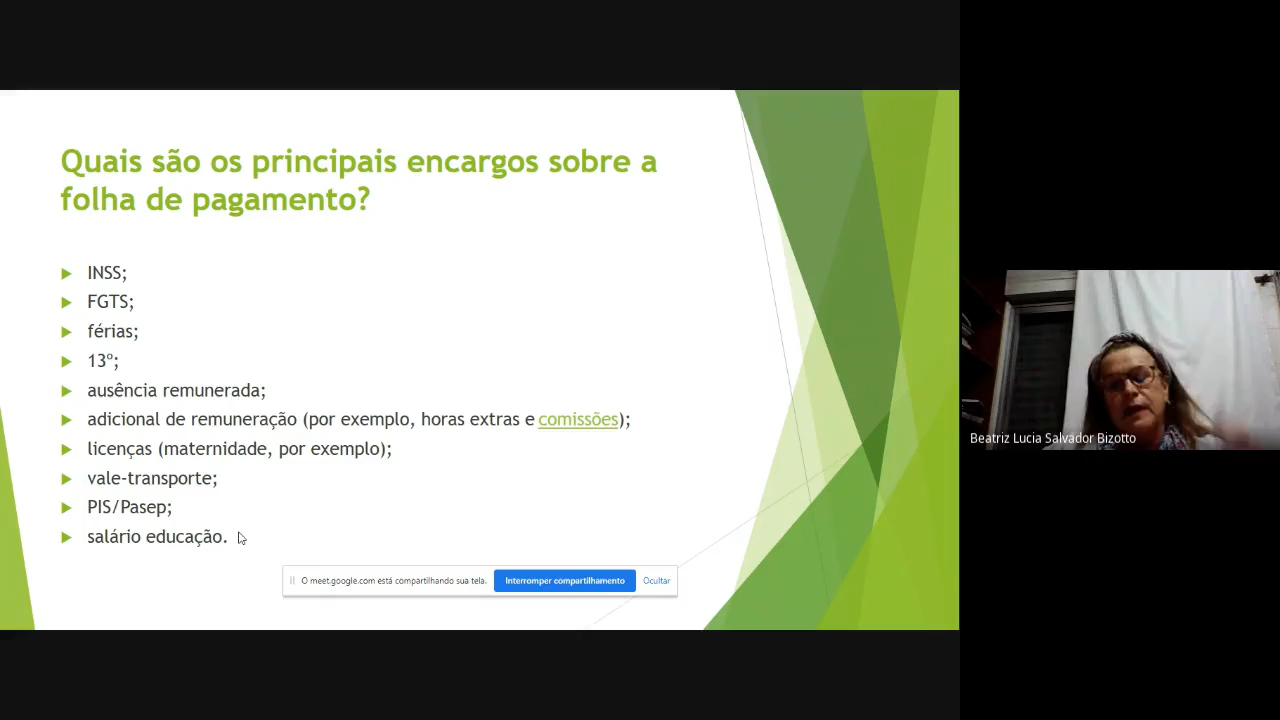 Quais são os principais encargos sobre a
folha de pagamento?
INSS;
FGTS;
férias;
13º;
ausência remunerada;
adicional de remuneração (por exemplo, horas extras e comissões);
licenças (maternidade, por exemplo);
vale-transporte;
PIS/Pasep;
salário educação.
O meet.google.com está compartilhando sua tela.
Interromper compartilhamento
Ocultar
Beatriz Lucia Salvador Bizotto